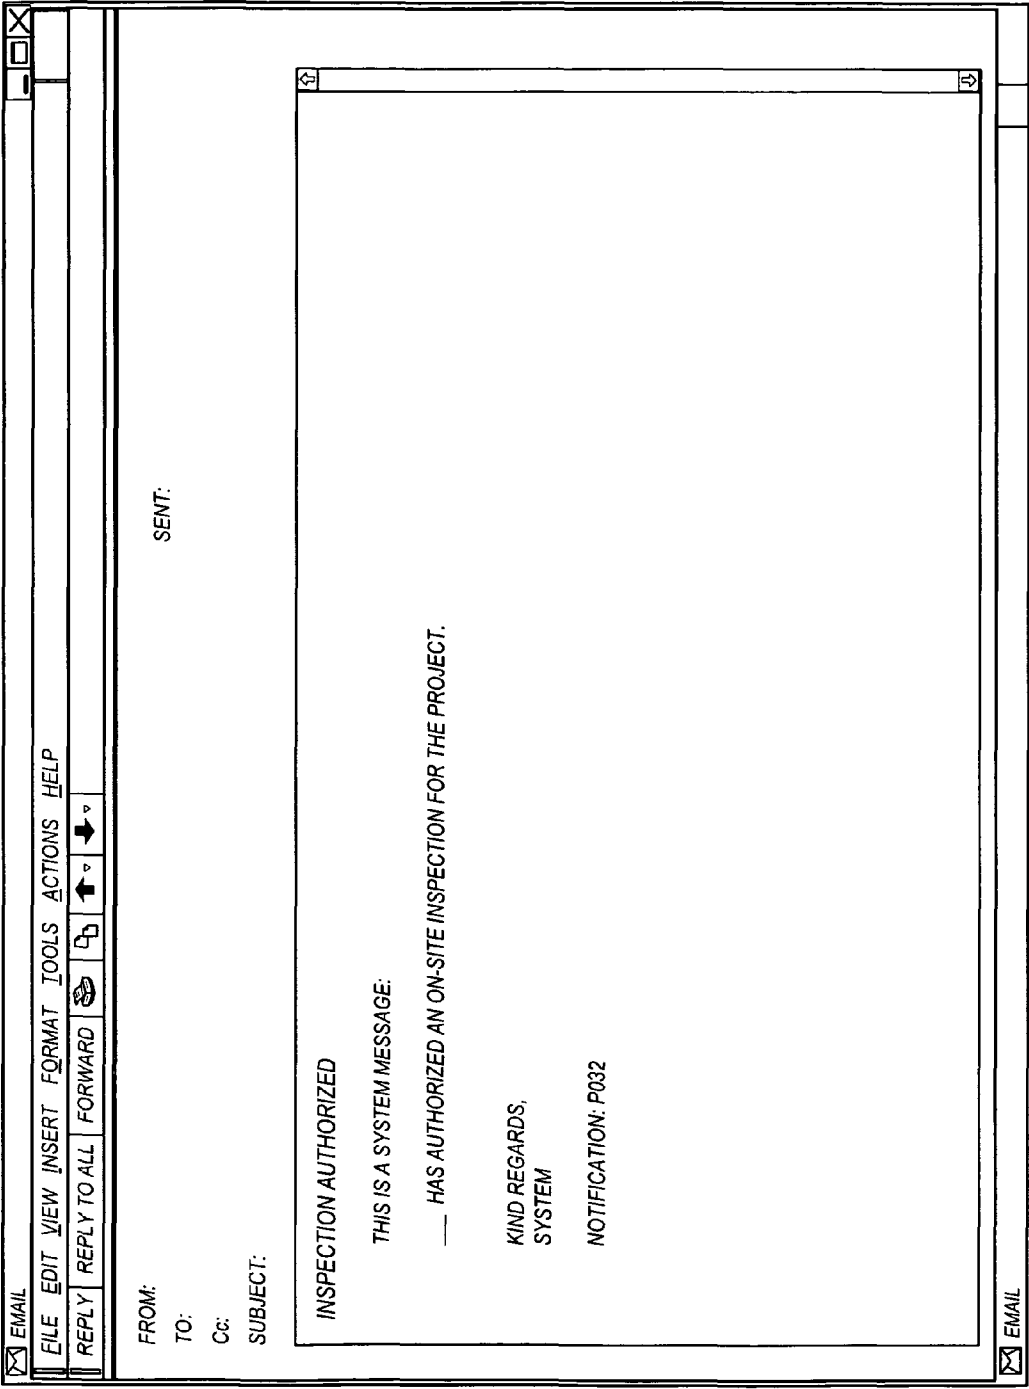 EMAIL
FILE EDIT VIEW INSERT FORMAT TOOLS ACTIONS HELP
REPLY REPLY TO ALL FORWARD
FROM:
SENT:
TO:
Cc:
SUBJECT:
INSPECTION AUTHORIZED
THIS IS A SYSTEM MESSAGE:
___ HAS AUTHORIZED AN ON-SITE INSPECTION FOR THE PROJECT.
KIND REGARDS,
SYSTEM
NOTIFICATION: P032
EMAIL